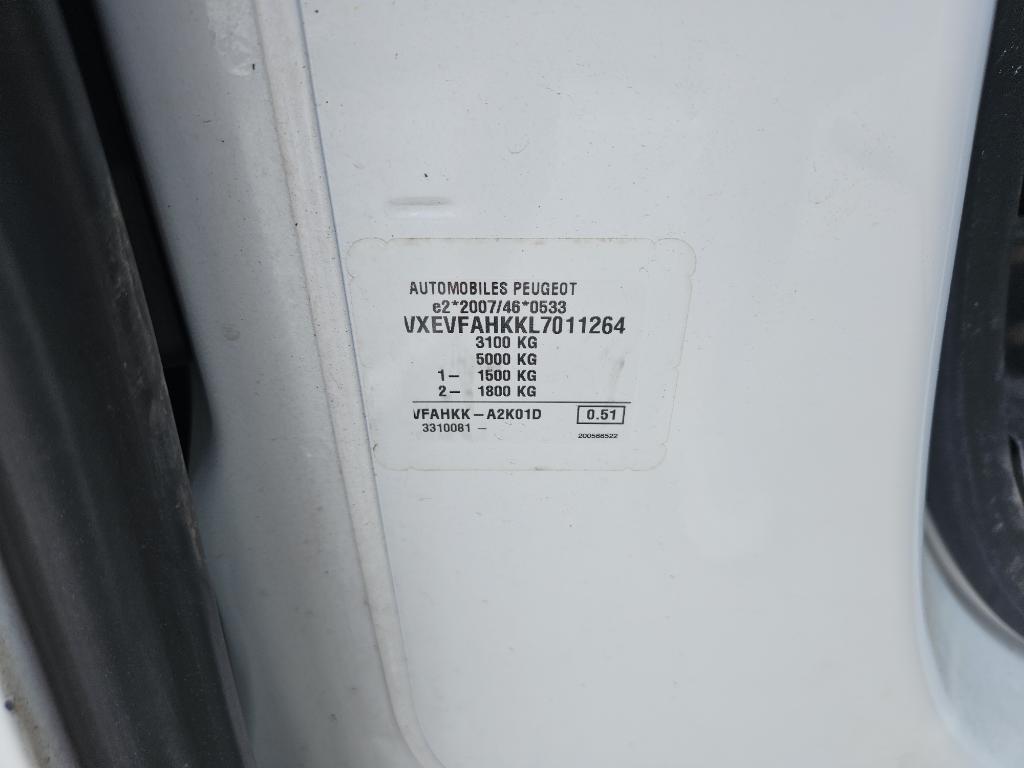 AUTOMOBILES PEUGEOT
e2*2007/46*0533
VXEVFAHKKL7011264
3100 KG
5000 KG
1– 1500 KG
2– 1800 KG
VFAHKK–A2K01D 0.51
3310081 –
200566522